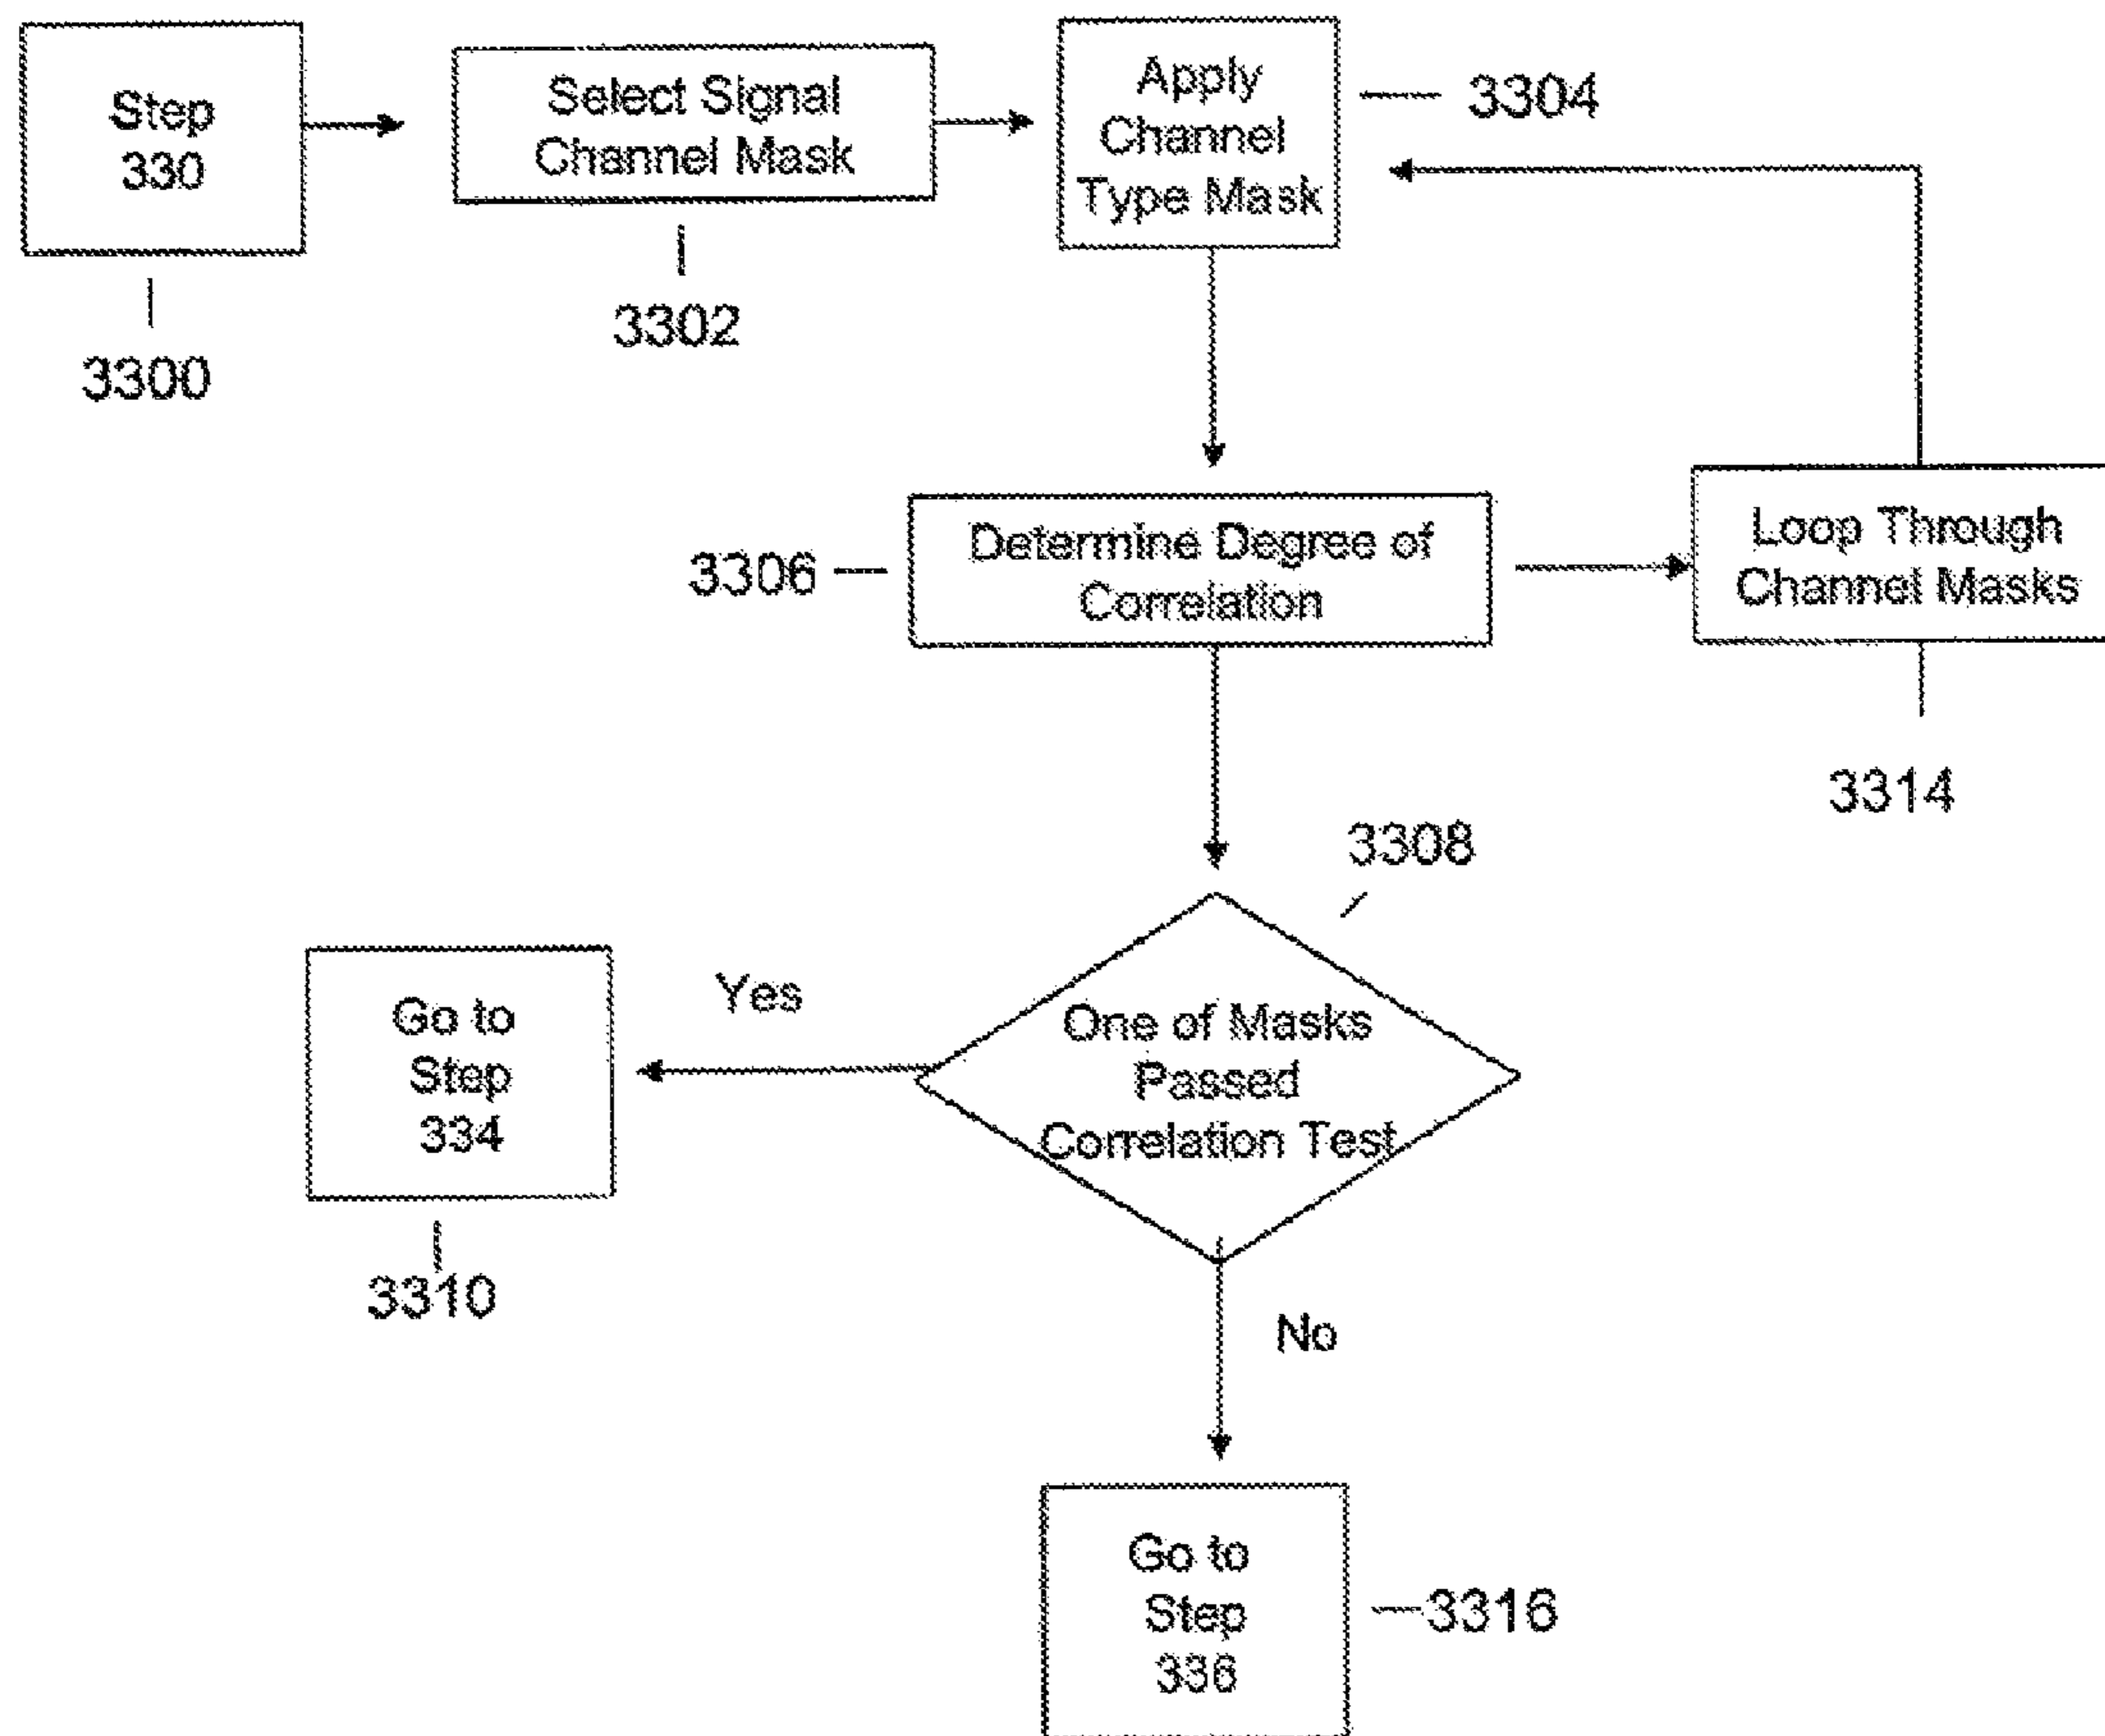 Step
330
3300
Select Signal
Channel Mask
3302
Apply
Channel
Type Mask
3304
Determine Degree of
Correlation
3306
Loop Through
Channel Masks
3314
3308
One of Masks
Passed
Correlation Test
Yes
Go to
Step
334
3310
No
Go to
Step
336
3316